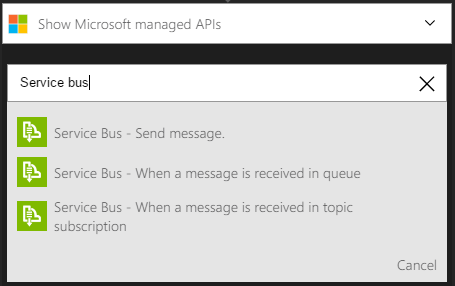 Show Microsoft managed APIs
Service bus
Service Bus - Send message.
Service Bus - When a message is received in queue
Service Bus - When a message is received in topic
subscription
Cancel